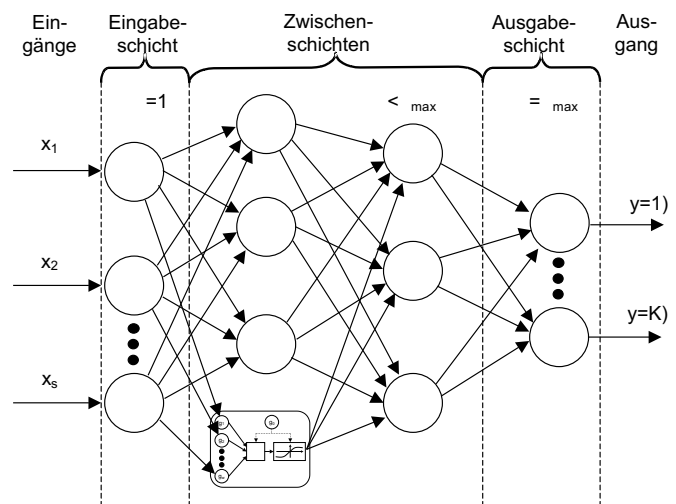 Ein-
gänge
Eingabe-
schicht
Zwischen-
schichten
Ausgabe-
schicht
Aus-
gang
=1
< max
= max
x1
x2
xs
y=1)
y=K)